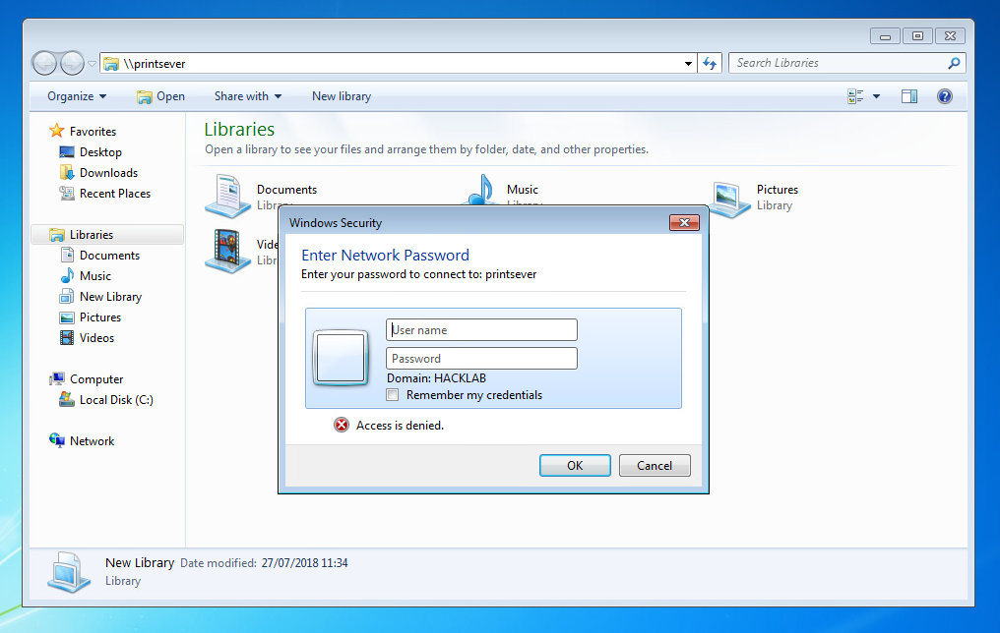 \\printsever
Search Libraries
Organize
Open
Share with
New library
Favorites
Desktop
Downloads
Recent Places
Libraries
Documents
Music
New Library
Pictures
Videos
Computer
Local Disk (C:)
Network
Libraries
Open a library to see your files and arrange them by folder, date, and other properties.
Documents
Music
Library
Pictures
Library
Windows Security
Enter Network Password
Enter your password to connect to: printsever
User name
Password
Domain: HACKLAB
Remember my credentials
Access is denied.
OK
Cancel
New Library Date modified: 27/07/2018 11:34
Library